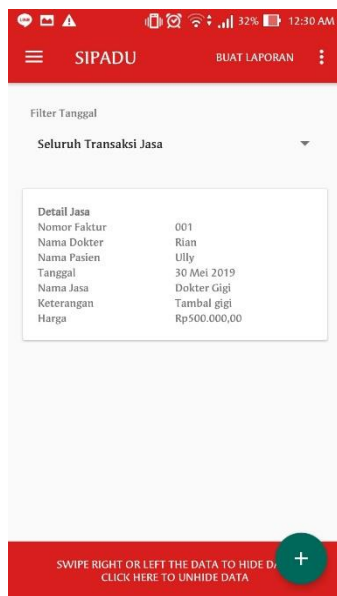 32% 12:30 AM
SIPADU BUAT LAPORAN
Filter Tanggal
Seluruh Transaksi Jasa
Detail Jasa
Nomor Faktur 001
Nama Dokter Rian
Nama Pasien Ully
Tanggal 30 Mei 2019
Nama Jasa Dokter Gigi
Keterangan Tambal gigi
Harga Rp500.000,00
SWIPE RIGHT OR LEFT THE DATA TO HIDE
CLICK HERE TO UNHIDE DATA